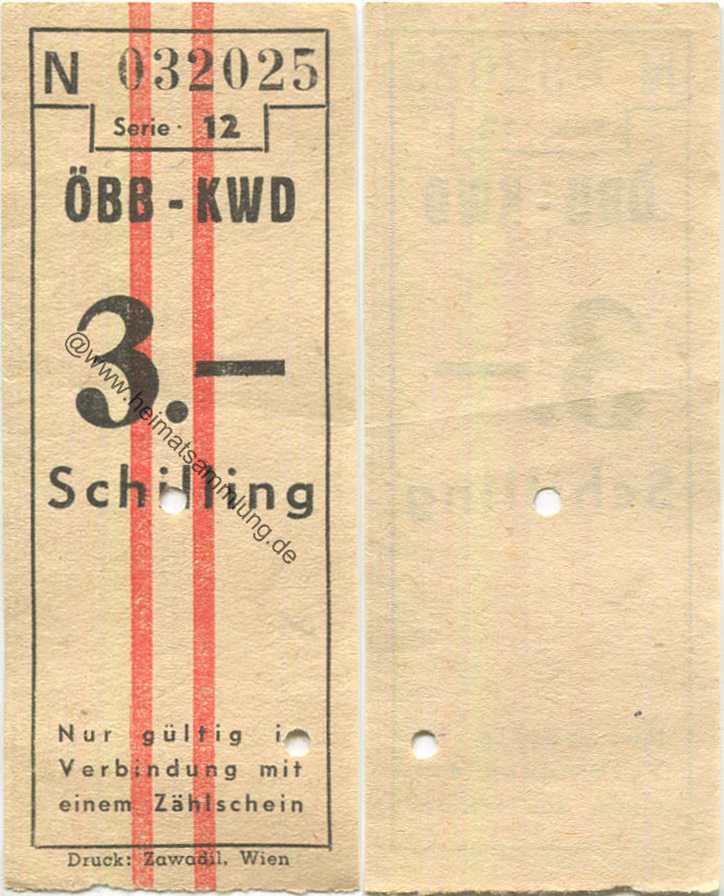 N 032025
Serie · 12
ÖBB - KWD
3.—
@www.heimatsammlung.de
Schilling
Nur gültig in
Verbindung mit
einem Zählschein
Druck: Zawadil, Wien